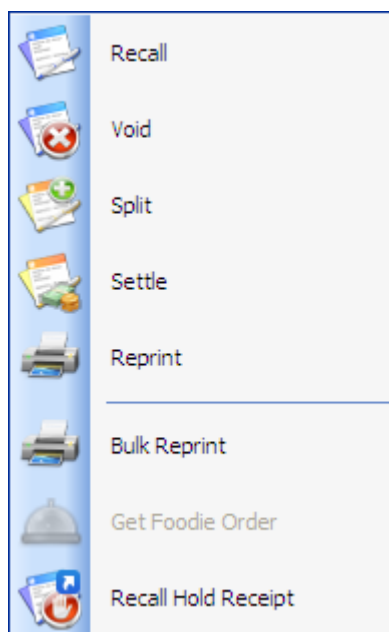 Recall
Void
Split
Settle
Reprint
Bulk Reprint
Get Foodie Order
Recall Hold Receipt